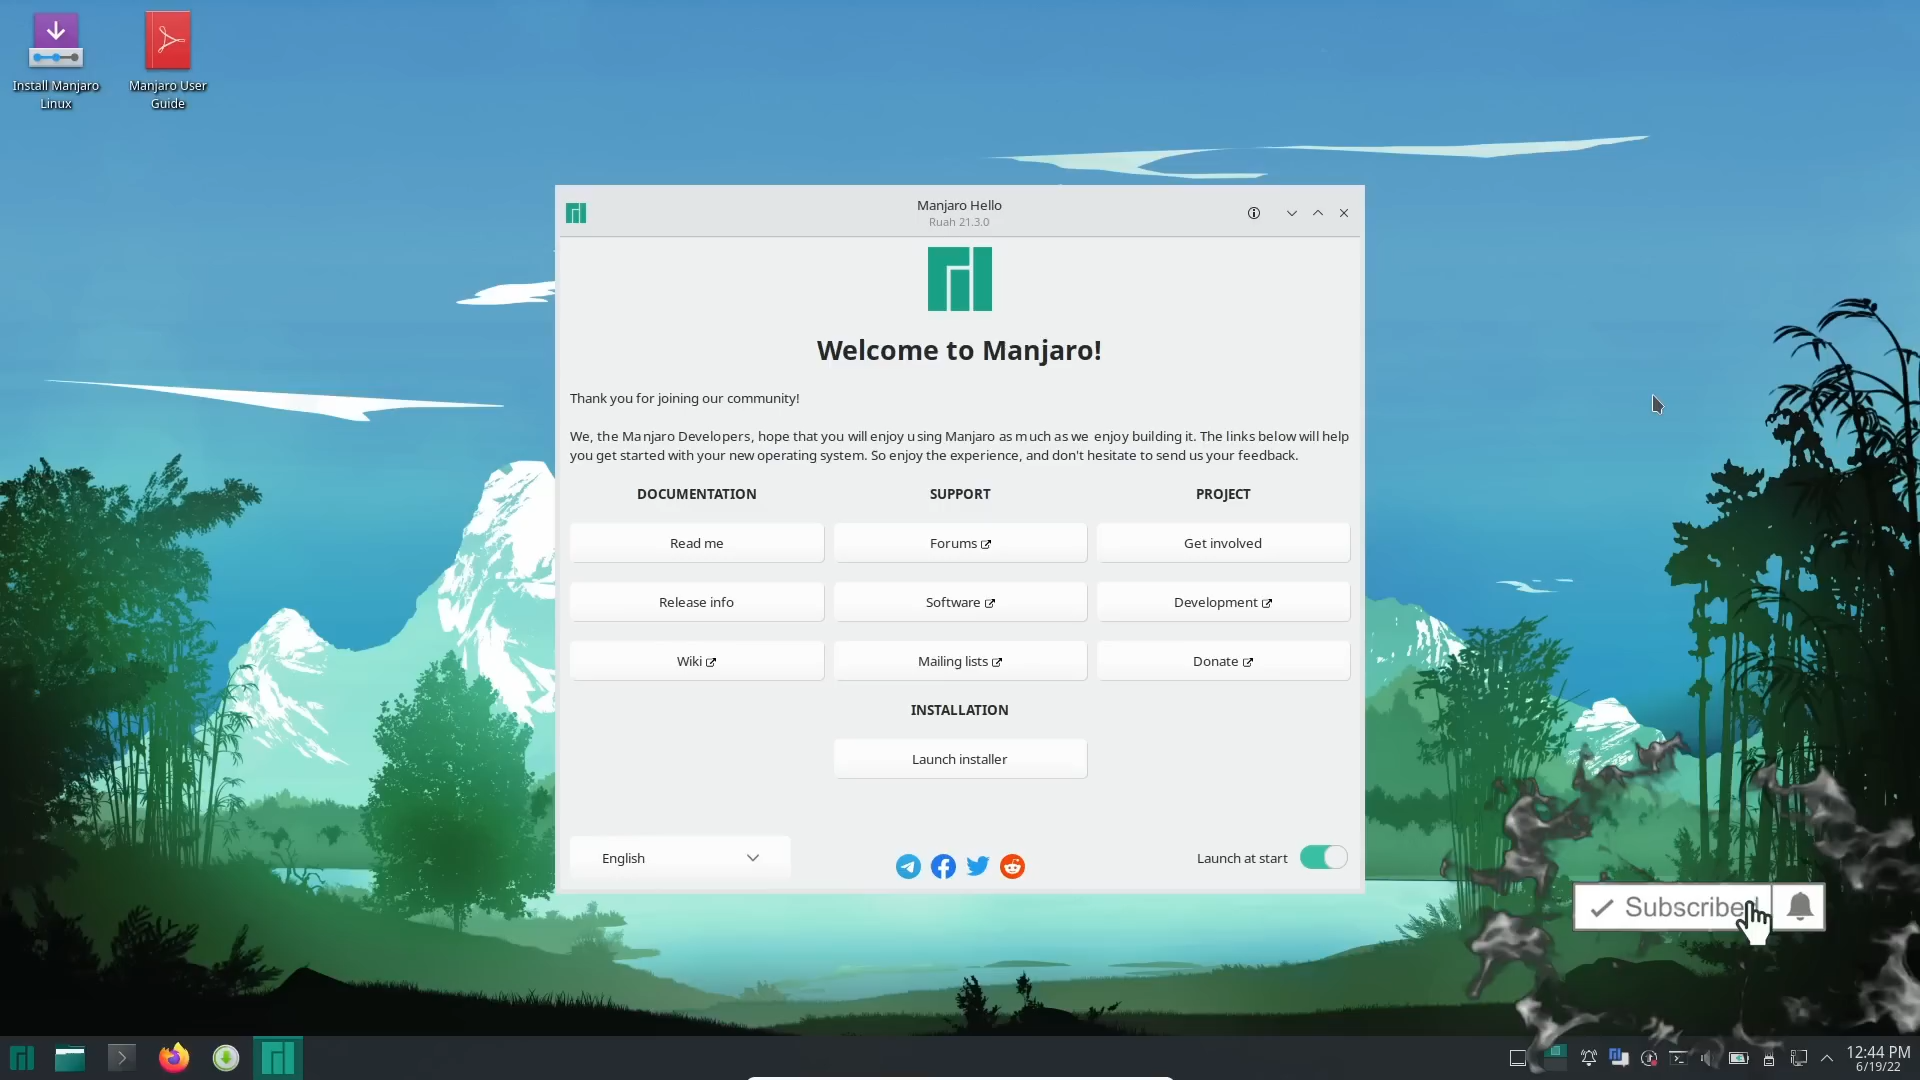 Install Manjaro
Linux
Manjaro User
Guide
Manjaro Hello
Ruah 21.3.0
Welcome to Manjaro!
Thank you for joining our community!
We, the Manjaro Developers, hope that you will enjoy using Manjaro as much as we enjoy building it. The links below will help
you get started with your new operating system. So enjoy the experience, and don't hesitate to send us your feedback.
DOCUMENTATION SUPPORT PROJECT
Read me Forums Get involved
Release info Software Development
Wiki Mailing lists Donate
INSTALLATION
Launch installer
English
Launch at start
Subscribed
12:44 PM
6/19/22